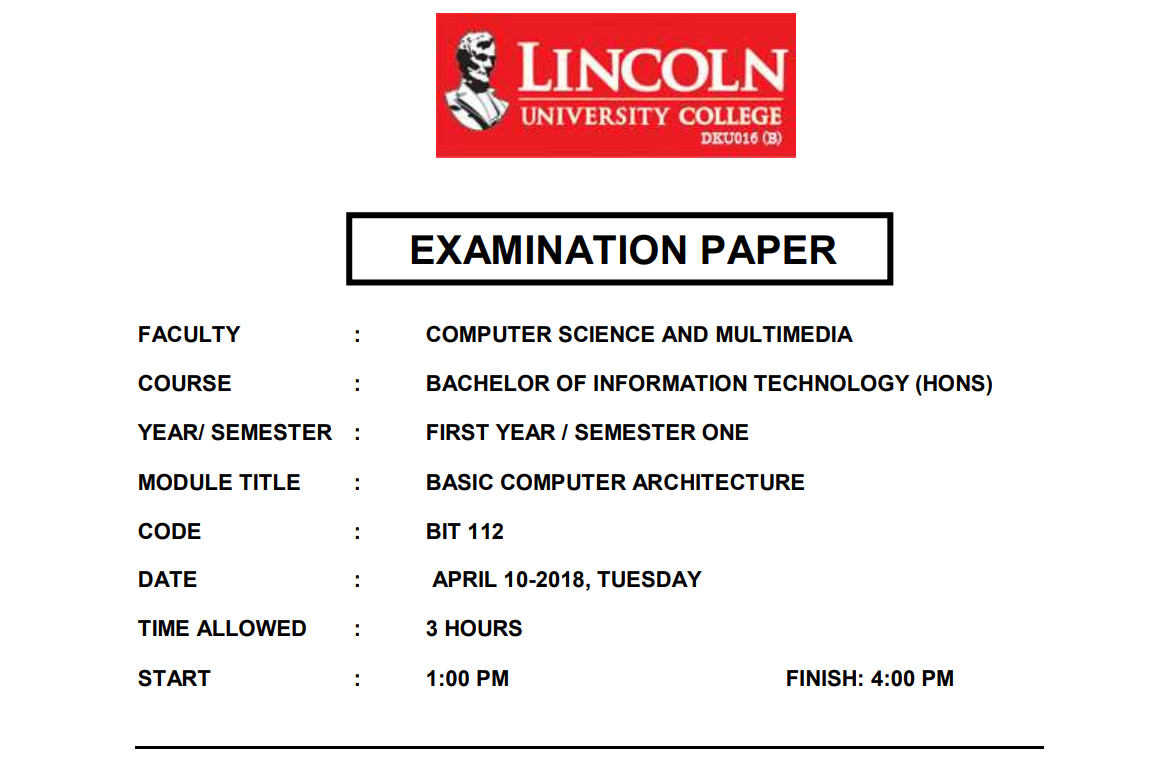 LINCOLN
UNIVERSITY COLLEGE
DKU016 (B)
EXAMINATION PAPER
FACULTY : COMPUTER SCIENCE AND MULTIMEDIA
COURSE : BACHELOR OF INFORMATION TECHNOLOGY (HONS)
YEAR/ SEMESTER : FIRST YEAR / SEMESTER ONE
MODULE TITLE : BASIC COMPUTER ARCHITECTURE
CODE : BIT 112
DATE : APRIL 10-2018, TUESDAY
TIME ALLOWED : 3 HOURS
START : 1:00 PM FINISH: 4:00 PM